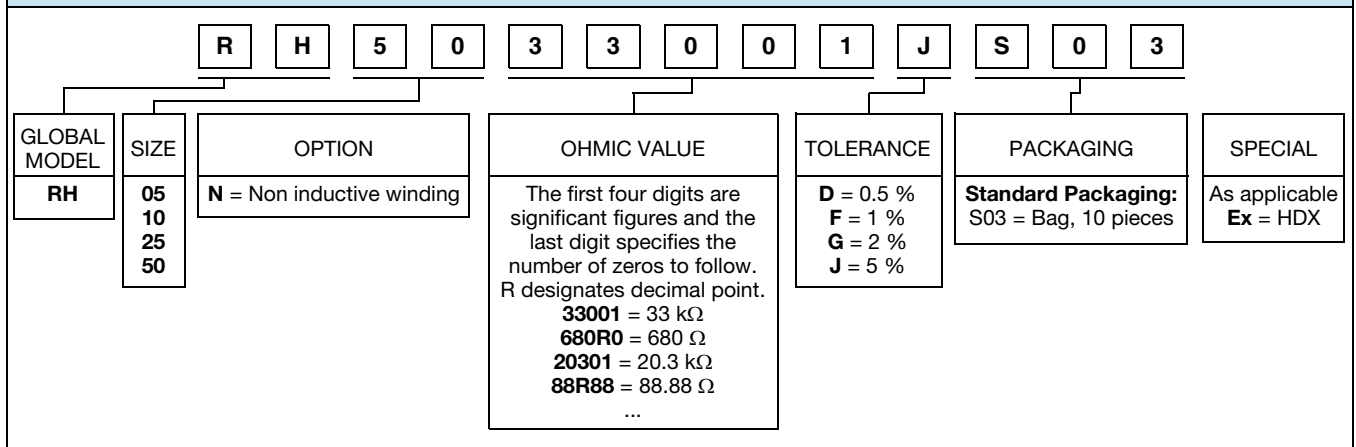 R H 5 0 3 3 0 0 1 J S 0 3
GLOBAL
MODEL
RH
SIZE
05
10
25
50
OPTION
N = Non inductive winding
OHMIC VALUE
The first four digits are
significant figures and the
last digit specifies the
number of zeros to follow.
R designates decimal point.
33001 = 33 kΩ
680R0 = 680 Ω
20301 = 20.3 kΩ
88R88 = 88.88 Ω
...
TOLERANCE
D = 0.5 %
F = 1 %
G = 2 %
J = 5 %
PACKAGING
Standard Packaging:
S03 = Bag, 10 pieces
SPECIAL
As applicable
Ex = HDX